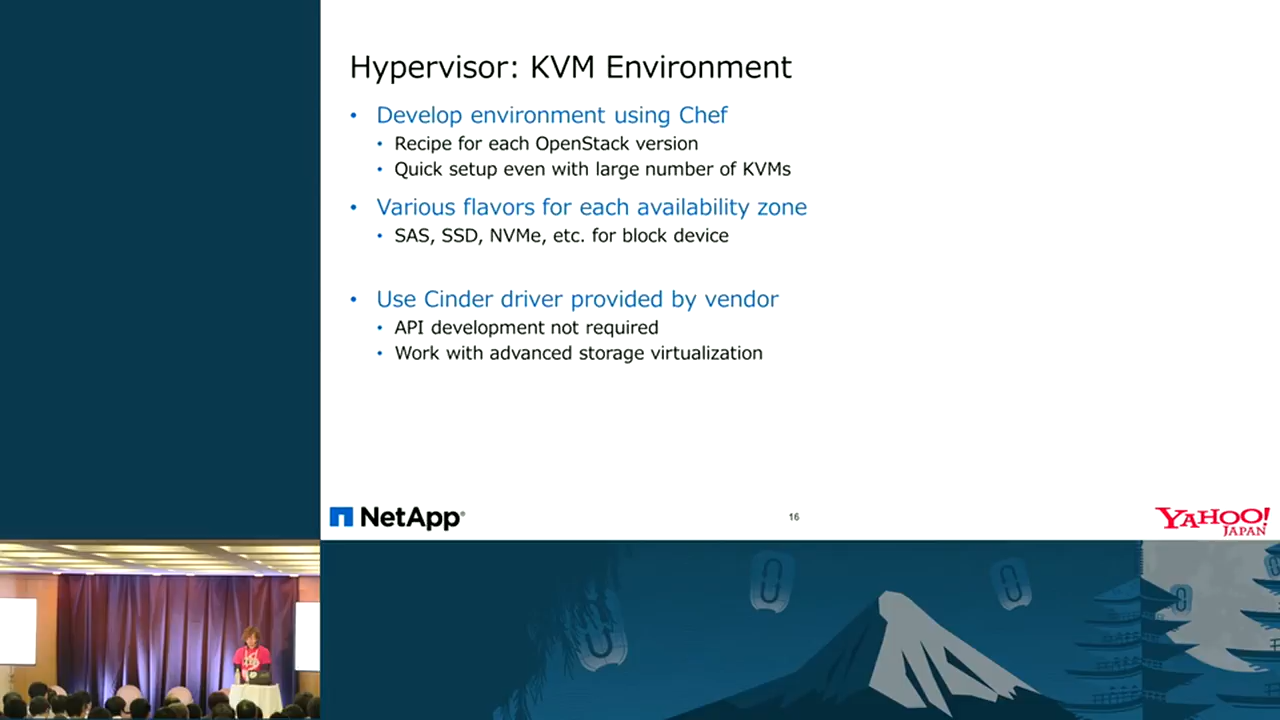 Hypervisor: KVM Environment
• Develop environment using Chef
• Recipe for each OpenStack version
• Quick setup even with large number of KVMs
• Various flavors for each availability zone
• SAS, SSD, NVMe, etc. for block device
• Use Cinder driver provided by vendor
• API development not required
• Work with advanced storage virtualization
NetApp
16
YAHOO!
JAPAN